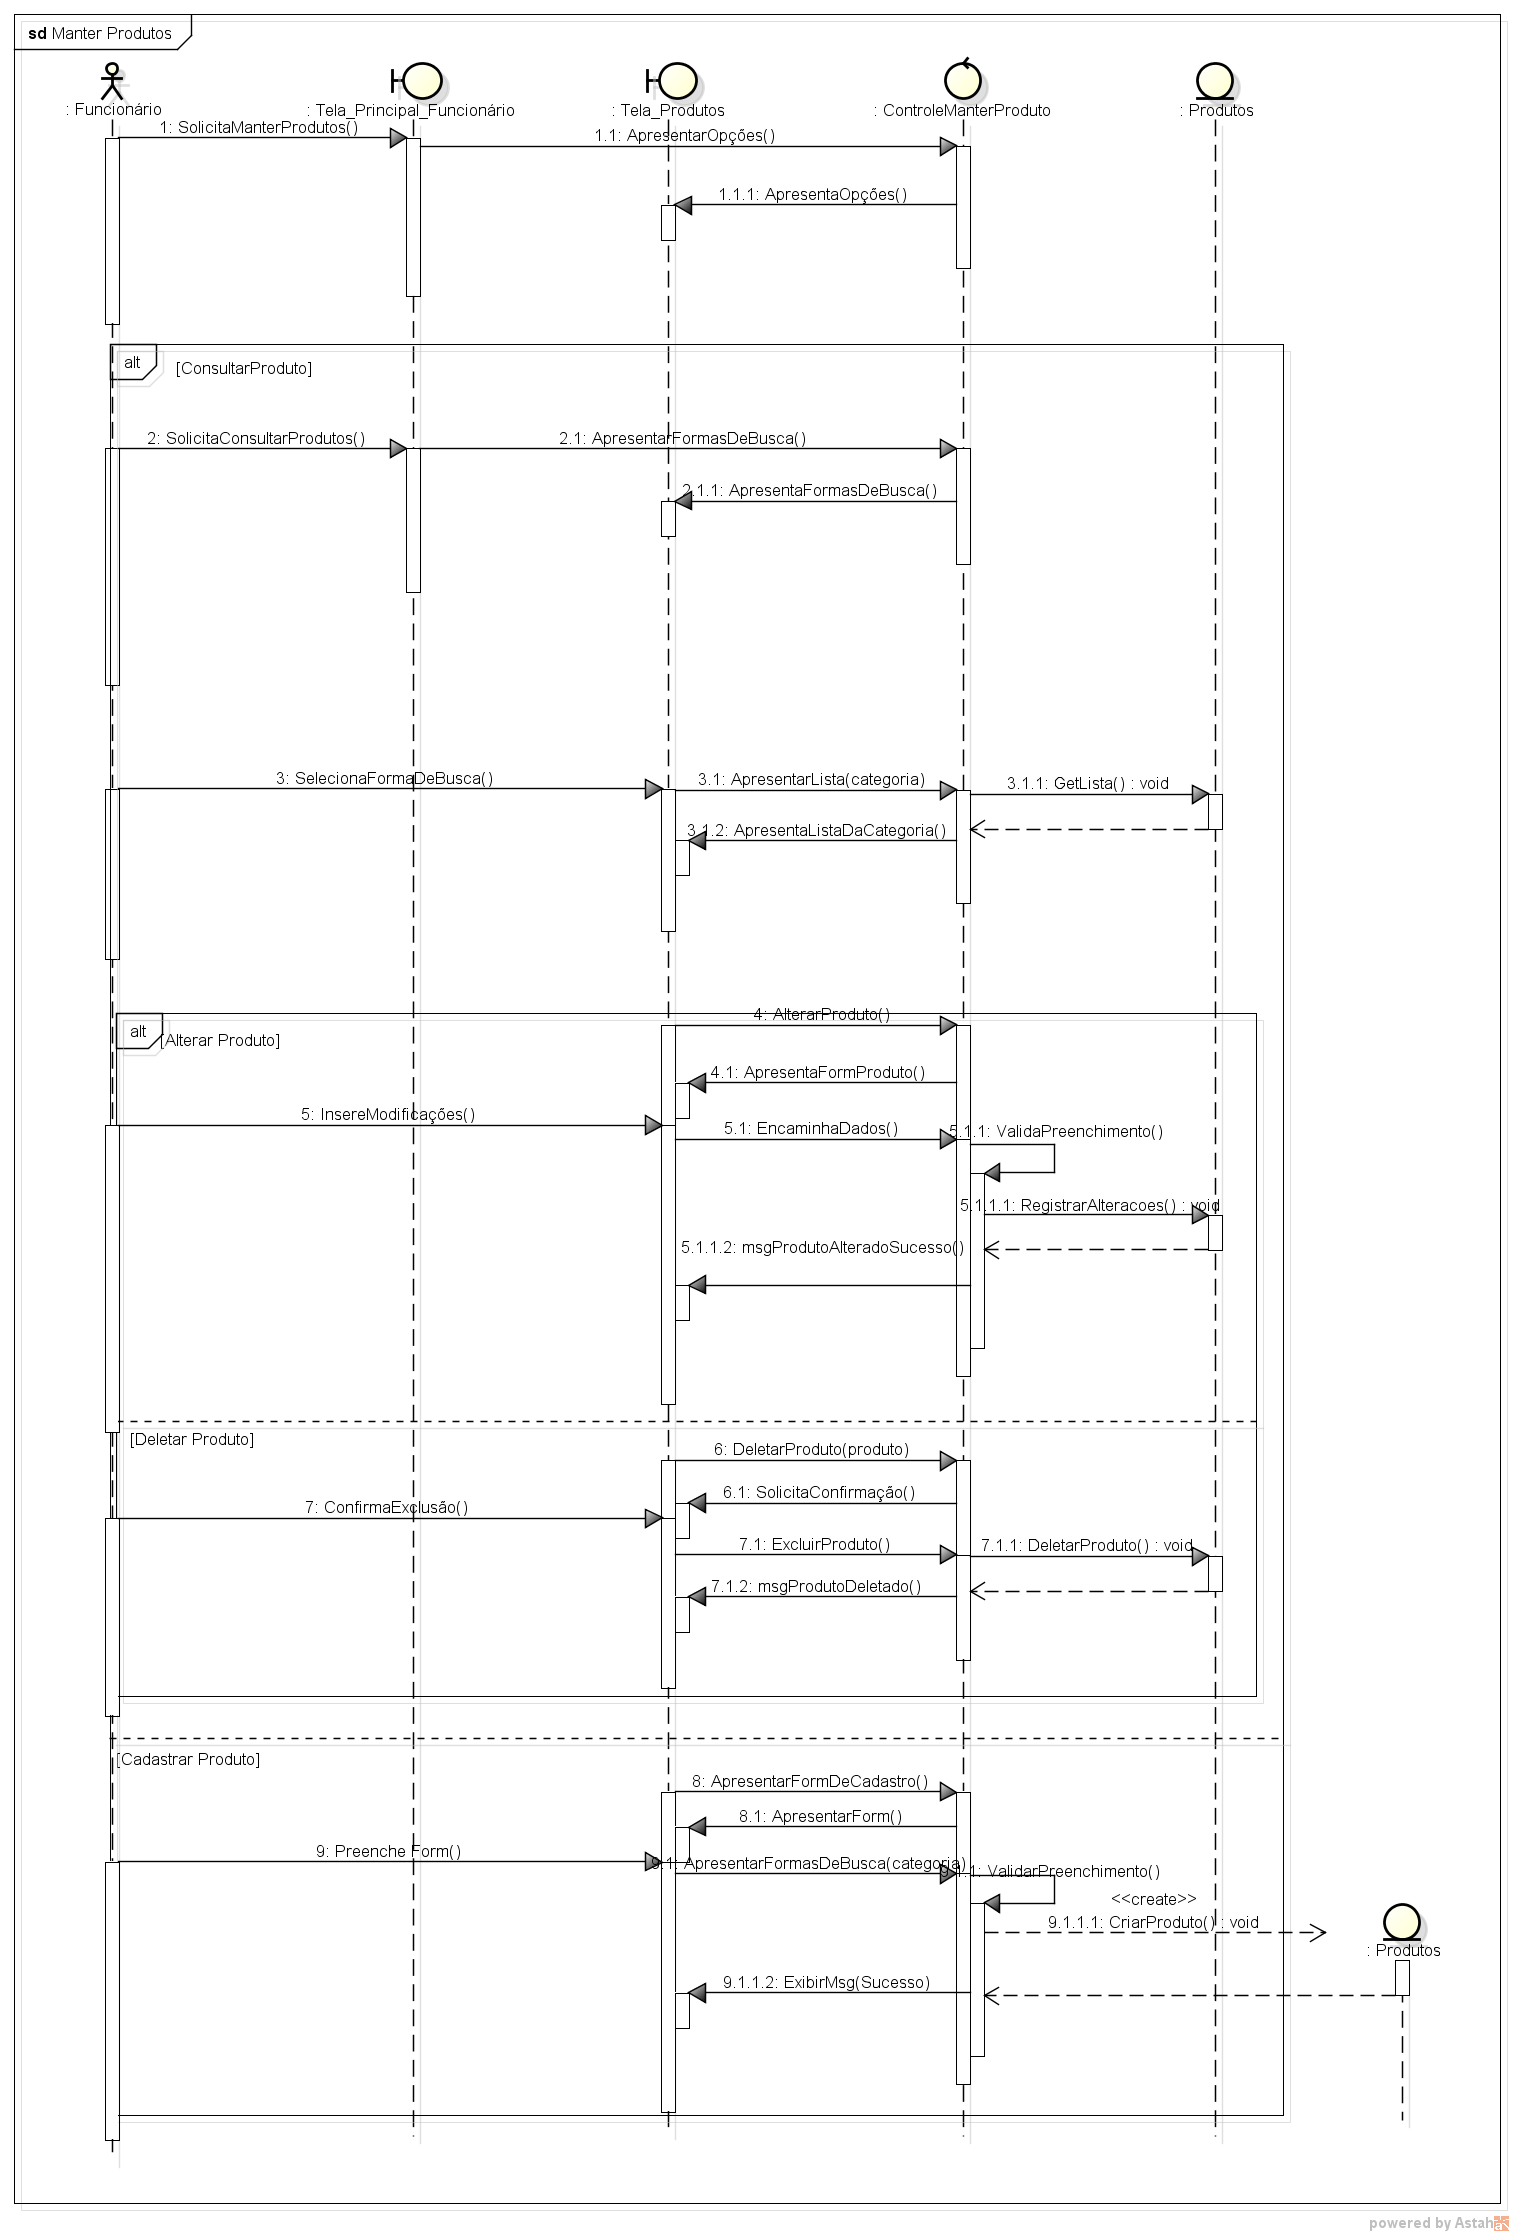 sd Manter Produtos
: Funcionário
: Tela_Principal_Funcionário
: Tela_Produtos
: ControleManterProduto
: Produtos
1: SolicitaManterProdutos()
1.1: ApresentarOpções()
1.1.1: ApresentaOpções()
alt
[ConsultarProduto]
2: SolicitaConsultarProdutos()
2.1: ApresentarFormasDeBusca()
2.1.1: ApresentaFormasDeBusca()
3: SelecionaFormaDeBusca()
3.1: ApresentarLista(categoria)
3.1.1: GetLista() : void
3.1.2: ApresentaListaDaCategoria()
alt
[Alterar Produto]
4: AlterarProduto()
4.1: ApresentaFormProduto()
5: InsereModificações()
5.1: EncaminhaDados()
5.1.1: ValidaPreenchimento()
5.1.1.1: RegistrarAlteracoes() : void
5.1.1.2: msgProdutoAlteradoSucesso()
[Deletar Produto]
6: DeletarProduto(produto)
6.1: SolicitaConfirmação()
7: ConfirmaExclusão()
7.1: ExcluirProduto()
7.1.1: DeletarProduto() : void
7.1.2: msgProdutoDeletado()
[Cadastrar Produto]
8: ApresentarFormDeCadastro()
8.1: ApresentarForm()
9: Preenche Form()
9.1: ApresentarFormasDeBusca(categoria)
9.1.1: ValidarPreenchimento()
<<create>>
9.1.1.1: CriarProduto() : void
: Produtos
9.1.1.2: ExibirMsg(Sucesso)
powered by Astah